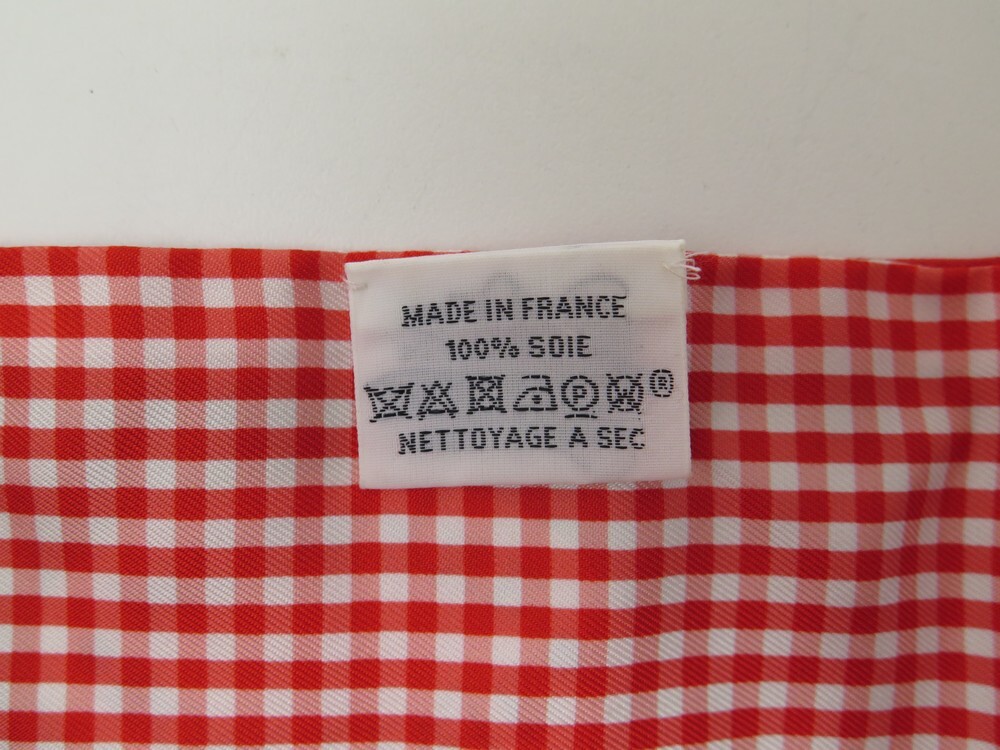 MADE IN FRANCE
100% SOIE
P ®
NETTOYAGE A SEC